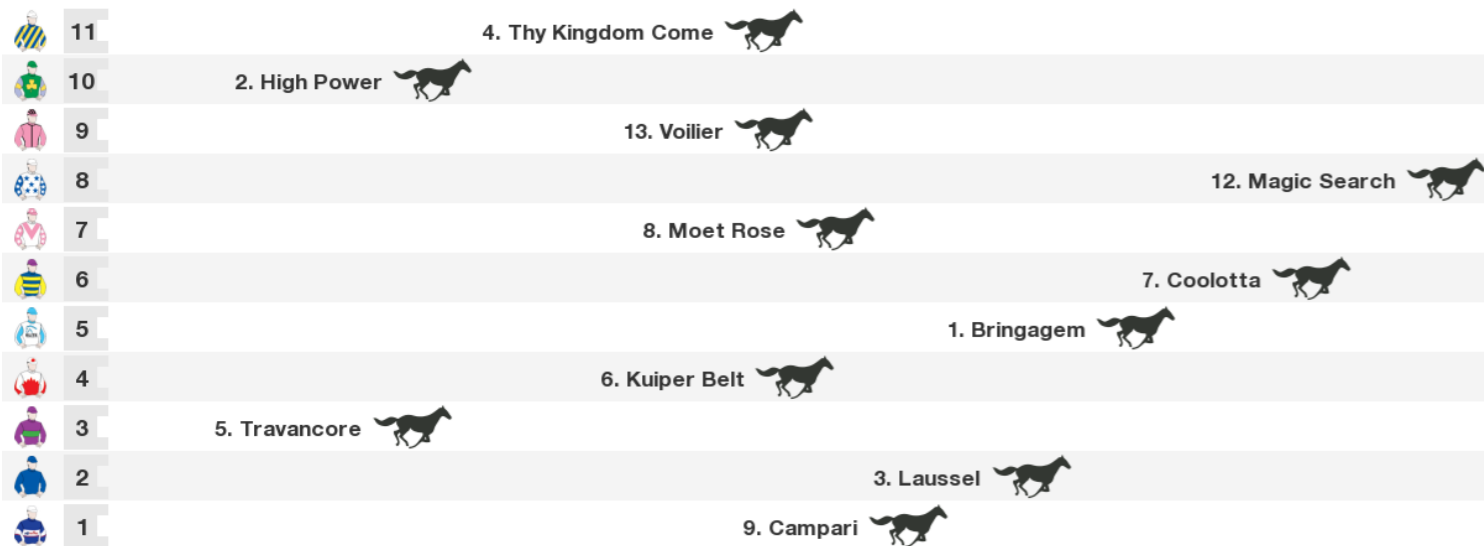 11 4. Thy Kingdom Come
10 2. High Power
9 13. Voilier
8 12. Magic Search
7 8. Moet Rose
6 7. Coolotta
5 1. Bringagem
4 6. Kuiper Belt
3 5. Travancore
2 3. Laussel
1 9. Campari